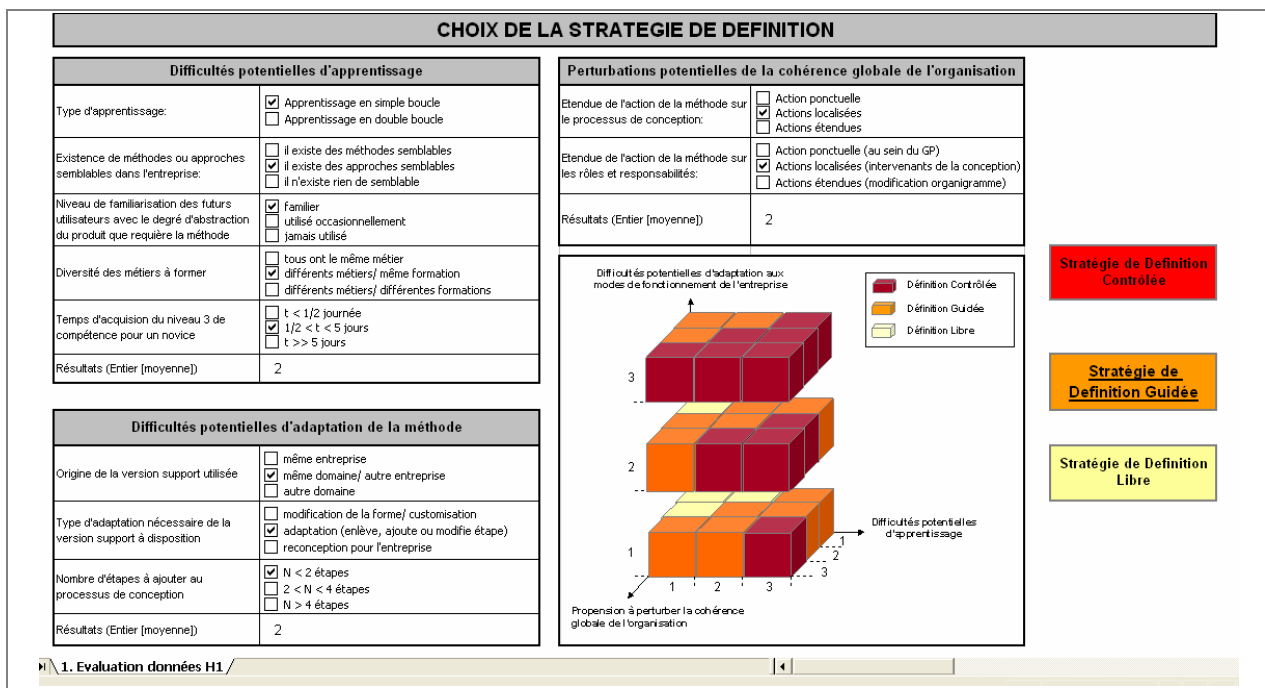 CHOIX DE LA STRATEGIE DE DEFINITION
Difficultés potentielles d'apprentissage
Type d'apprentissage:
Apprentissage en simple boucle
Apprentissage en double boucle
Existence de méthodes ou approches
semblables dans l'entreprise:
il existe des méthodes semblables
il existe des approches semblables
il n'existe rien de semblable
Niveau de familiarisation des futurs
utilisateurs avec le degré d'abstraction
du produit que requière la méthode
familier
utilisé occasionnellement
jamais utilisé
Diversité des métiers à former
tous ont le même métier
différents métiers/ même formation
différents métiers/ différentes formations
Temps d'acquision du niveau 3 de
compétence pour un novice
t < 1/2 journée
1/2 < t < 5 jours
t >> 5 jours
Résultats (Entier [moyenne])
2
Difficultés potentielles d'adaptation de la méthode
Origine de la version support utilisée
même entreprise
même domaine/ autre entreprise
autre domaine
Type d'adaptation nécessaire de la
version support à disposition
modification de la forme/ customisation
adaptation (enlève, ajoute ou modifie étape)
reconception pour l'entreprise
Nombre d'étapes à ajouter au
processus de conception
N < 2 étapes
2 < N < 4 étapes
N > 4 étapes
Résultats (Entier [moyenne])
2
Perturbations potentielles de la cohérence globale de l'organisation
Etendue de l'action de la méthode sur
le processus de conception:
Action ponctuelle
Actions localisées
Actions étendues
Etendue de l'action de la méthode sur
les rôles et responsabilités:
Action ponctuelle (au sein du GP)
Actions localisées (intervenants de la conception)
Actions étendues (modification organigramme)
Résultats (Entier [moyenne])
2
Difficultés potentielles d'adaptation aux
modes de fonctionnement de l'entreprise
Définition Contrôlée
Définition Guidée
Définition Libre
3
2
1
1
2
3
1
2
3
Difficultés potentielles
d'apprentissage
Propension à perturber la cohérence
globale de l'organisation
Stratégie de Definition
Contrôlée
Stratégie de
Definition Guidée
Stratégie de Definition
Libre
1. Evaluation données H1